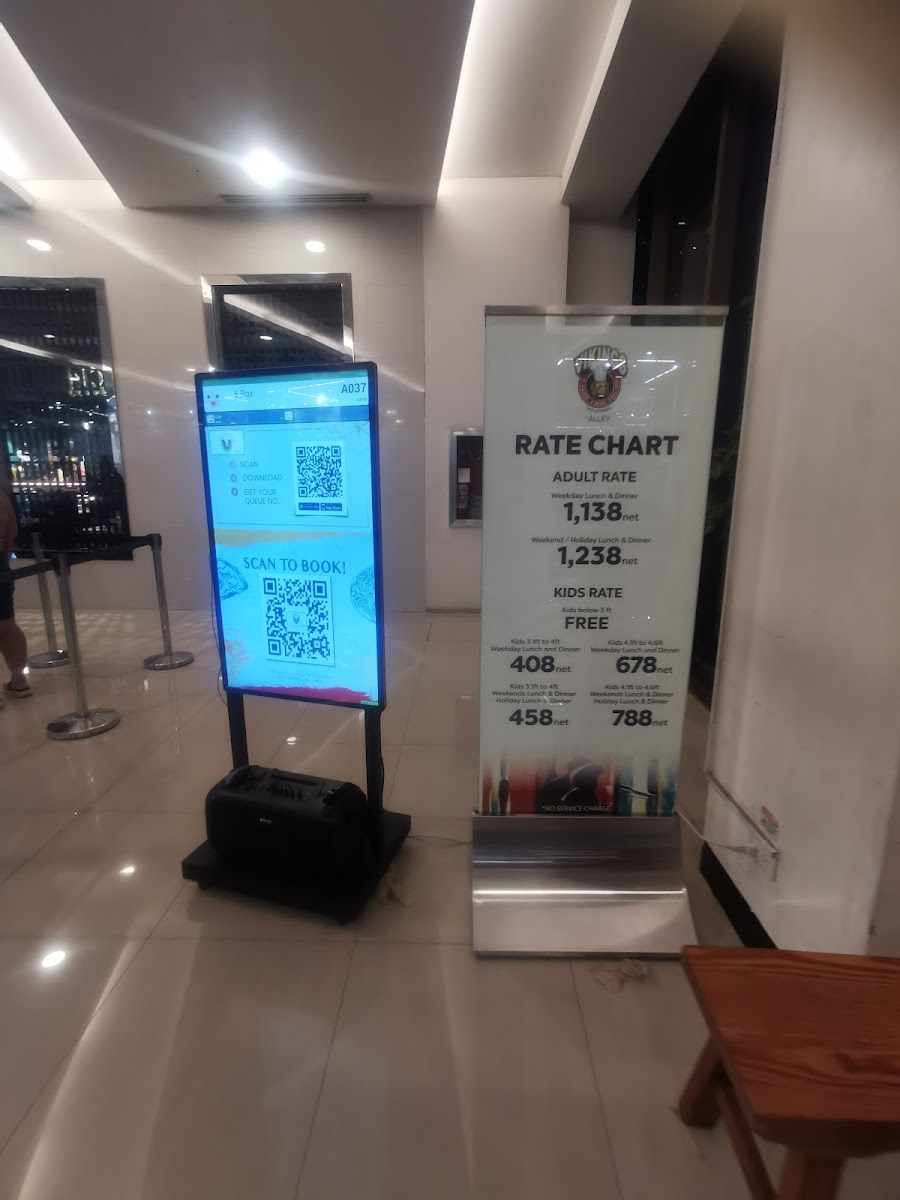 A037
SCAN
DOWNLOAD
GET YOUR
QUEUE NO.
SCAN TO BOOK!
VIKINGS
ALLEY
RATE CHART
ADULT RATE
Weekday Lunch & Dinner
1,138net
Weekend / Holiday Lunch & Dinner
1,238net
KIDS RATE
Kids below 3 ft
FREE
Kids 3.1ft to 4ft
Weekday Lunch and Dinner
408net
Kids 4.1ft to 4.6ft
Weekday Lunch and Dinner
678net
Kids 3.1ft to 4ft
Weekends Lunch & Dinner
Holiday Lunch & Dinner
458net
Kids 4.1ft to 4.6ft
Weekends Lunch & Dinner
Holiday Lunch & Dinner
788net
*NO SERVICE CHARGE